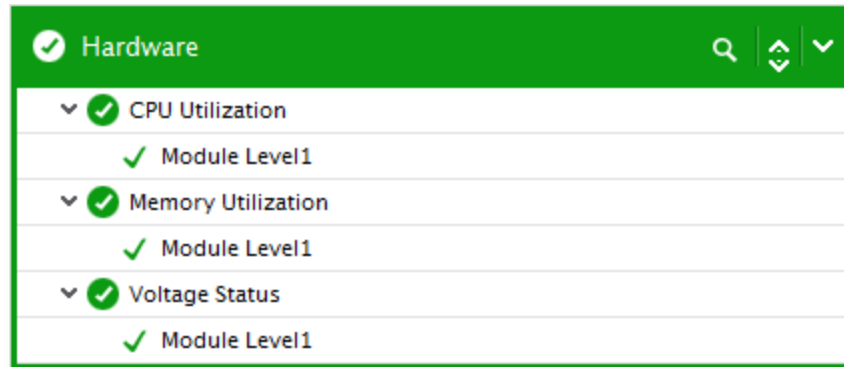 Hardware
CPU Utilization
Module Level1
Memory Utilization
Module Level1
Voltage Status
Module Level1